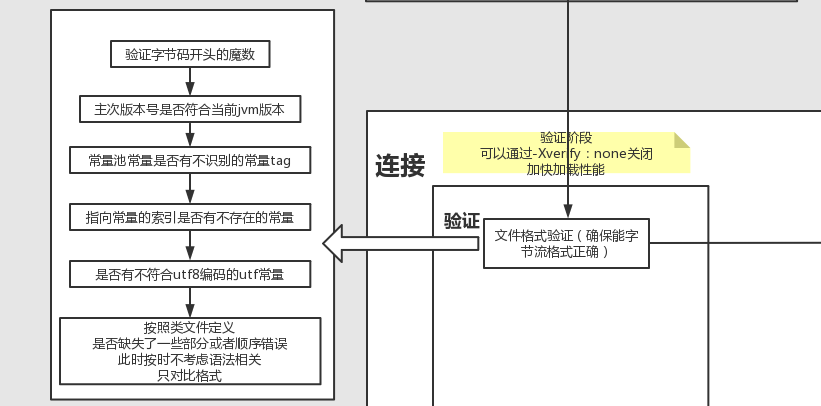 验证字节码开头的魔数
主次版本号是否符合当前jvm版本
常量池常量是否有不识别的常量tag
指向常量的索引是否有不存在的常量
是否有不符合utf8编码的utf常量
按照类文件定义
是否缺失了一些部分或者顺序错误
此时按时不考虑语法相关
只对比格式
连接
验证阶段
可以通过-Xverify：none关闭
加快加载性能
验证
文件格式验证（确保能字
节流格式正确）